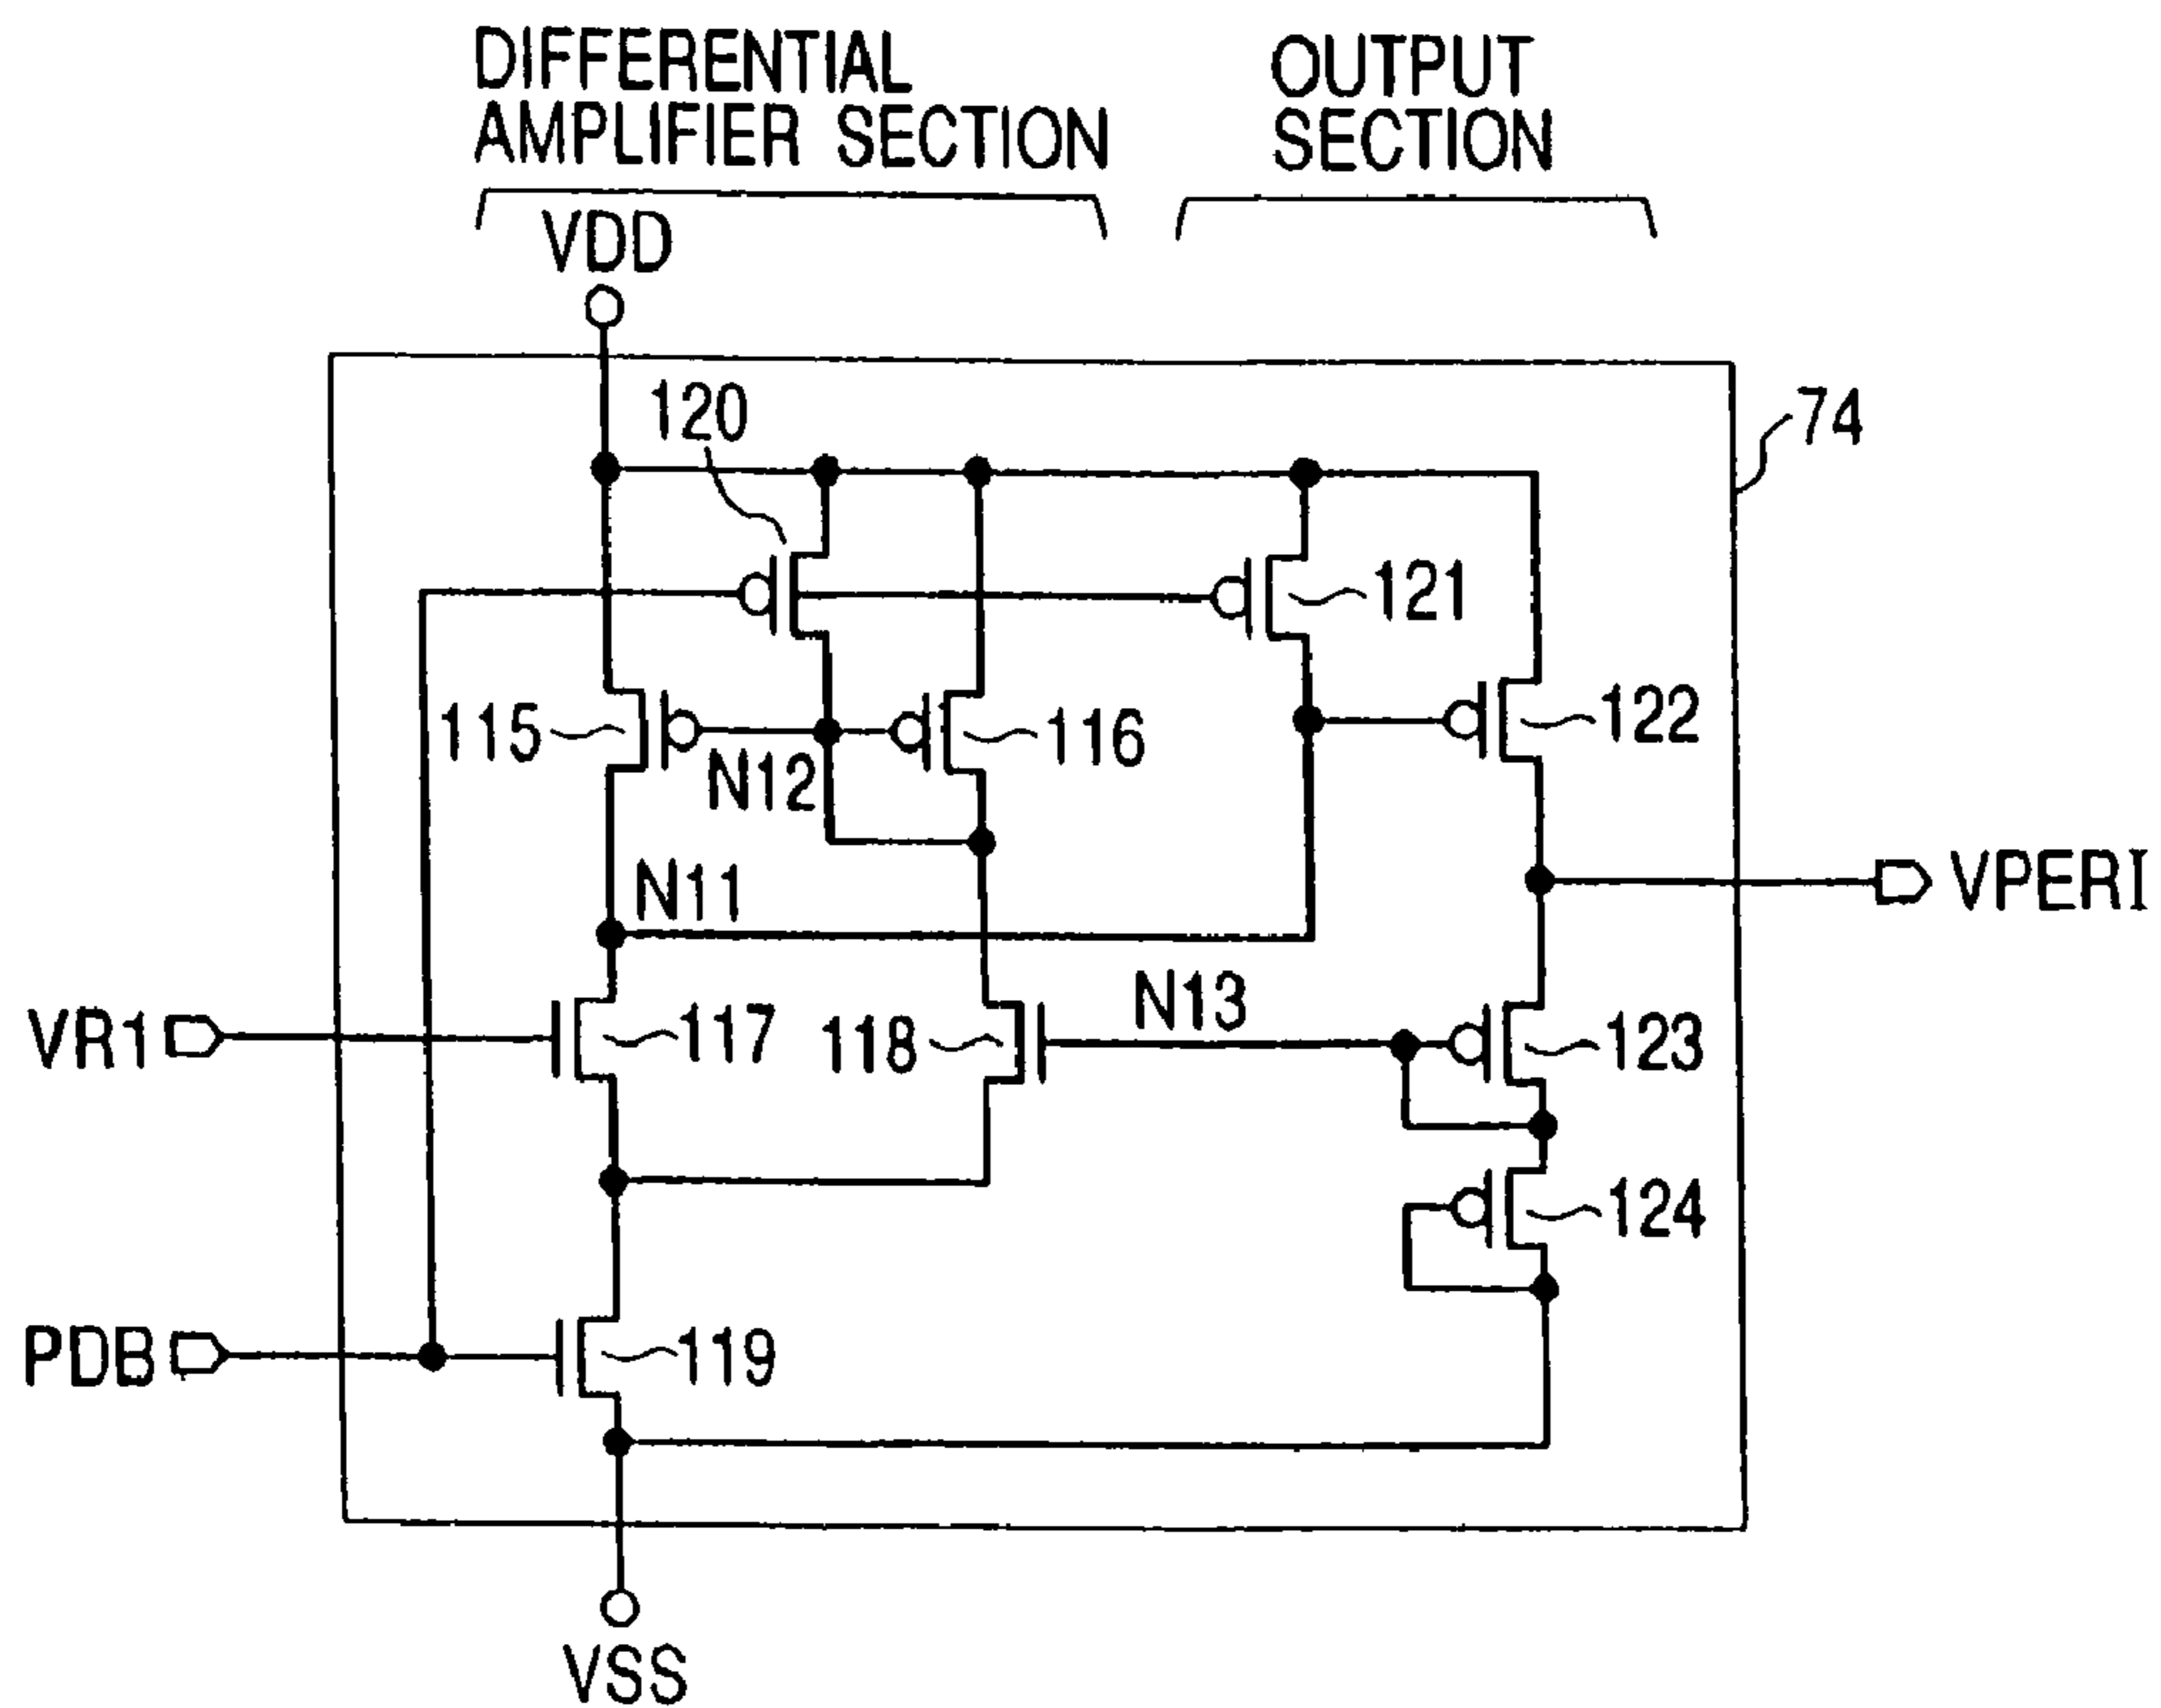 DIFFERENTIAL
AMPLIFIER SECTION
OUTPUT
SECTION
VDD
120
74
121
115
N12
116
122
N11
VPERI
VR1
117
118
N13
123
124
PDB
119
VSS